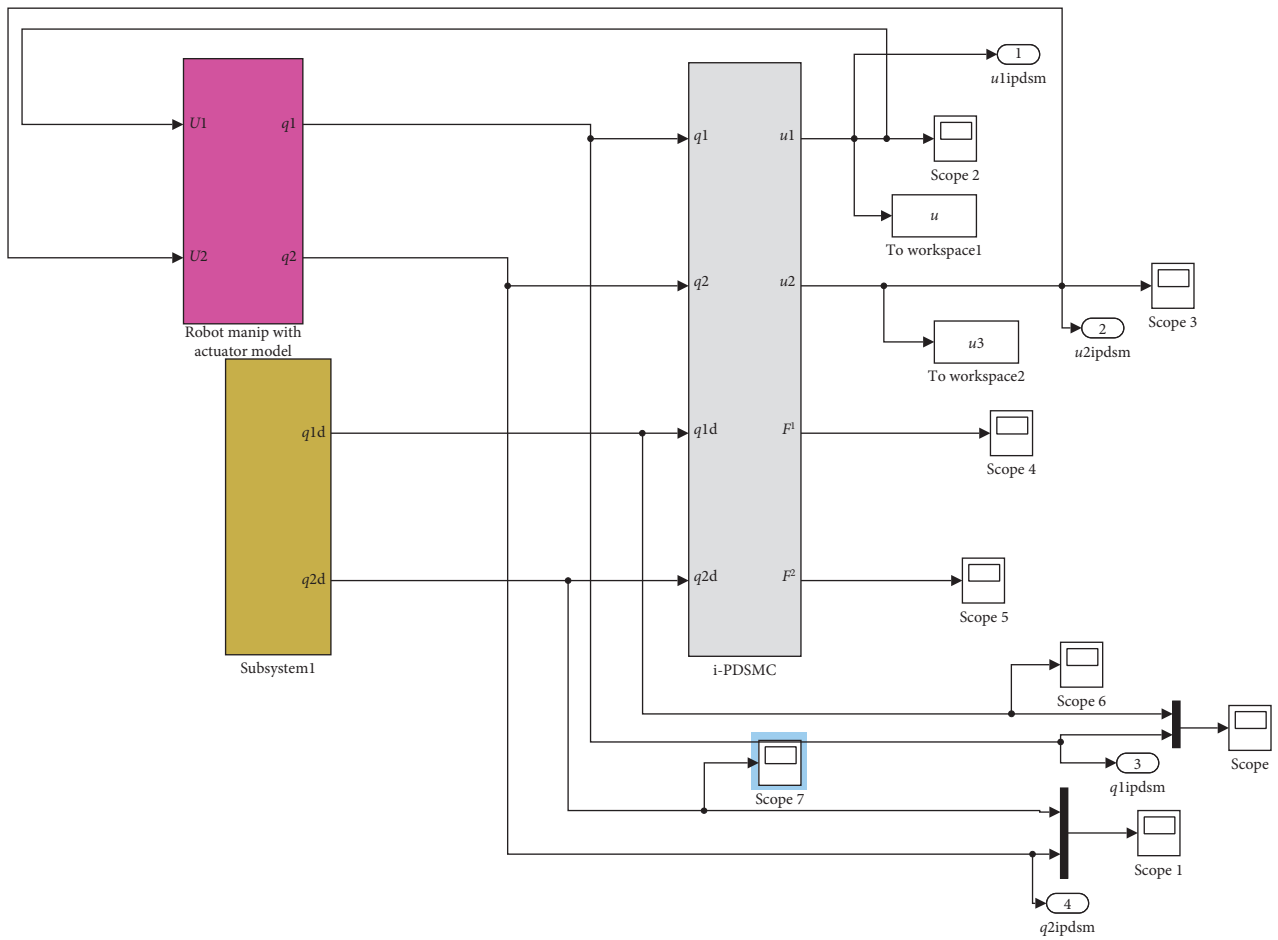 1
u1ipdsm
U1
q1
q1
u1
Scope 2
u
To workspace1
U2
q2
q2
u2
Scope 3
2
u2ipdsm
Robot manip with
actuator model
u3
To workspace2
q1d
q1d
F¹
Scope 4
q2d
q2d
F²
Scope 5
Subsystem1
i-PDSMC
Scope 6
Scope
3
q1ipdsm
Scope 7
Scope 1
4
q2ipdsm